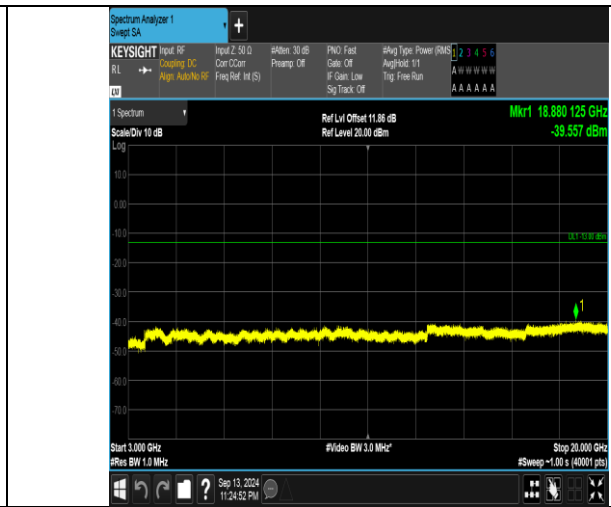 Spectrum Analyzer 1
Swept SA
+
KEYSIGHT Input: RF Input Z: 50 Ω #Atten: 30 dB PNO: Fast #Avg Type: Power (RMS 1 2 3 4 5 6
RL Coupling: DC Corr CCorr Preamp: Off Gate: Off Avg|Hold: 1/1 A W W W W W
Align: Auto/No RF Freq Ref: Int (S) IF Gain: Low Trig: Free Run
LXI Sig Track: Off A A A A A A
1 Spectrum Ref Lvl Offset 11.86 dB Mkr1 18.880 125 GHz
Scale/Div 10 dB Ref Level 20.00 dBm -39.557 dBm
Log
10.0
0.00
-10.0
DL1 -13.00 dBm
-20.0
-30.0
1
-40.0
-50.0
-60.0
-70.0
Start 3.000 GHz #Video BW 3.0 MHz* Stop 20.000 GHz
#Res BW 1.0 MHz #Sweep ~1.00 s (40001 pts)
? Sep 13, 2024
11:24:52 PM